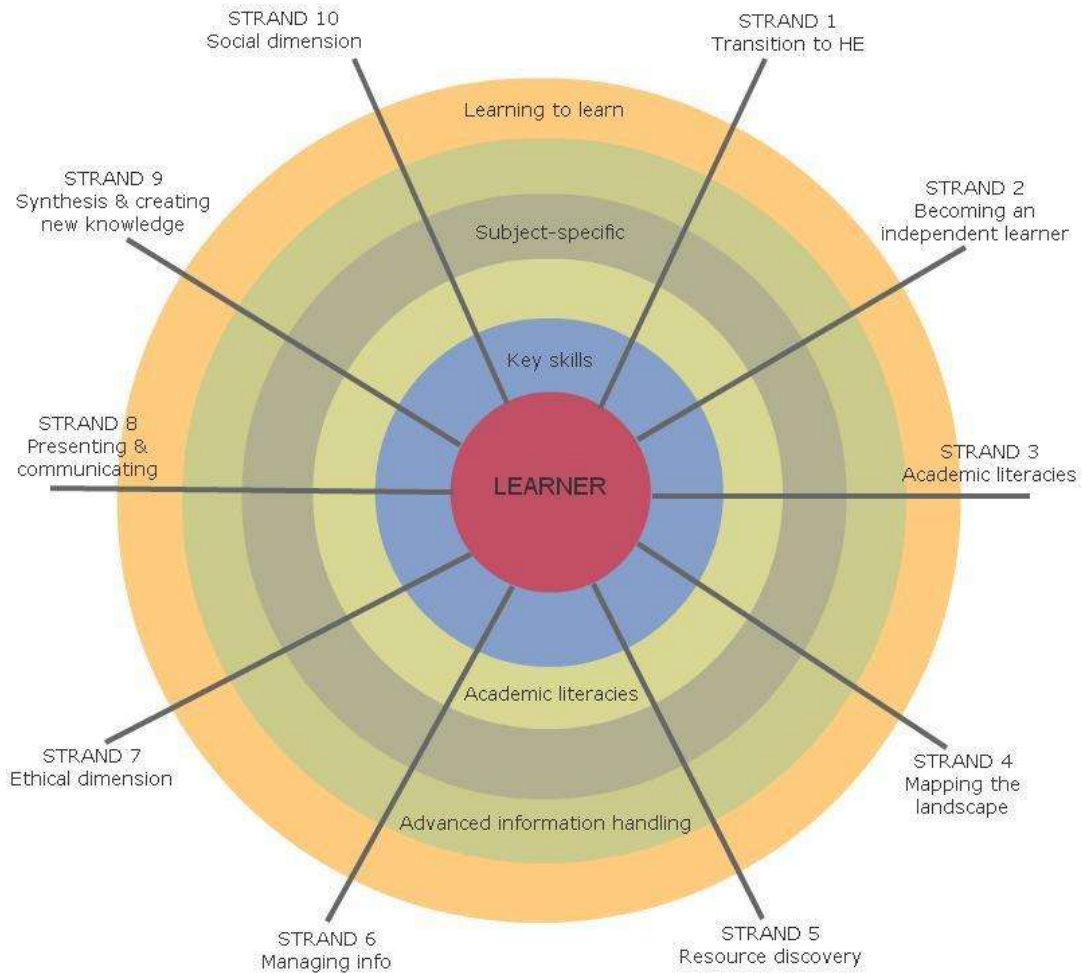 STRAND 10
Social dimension
STRAND 1
Transition to HE
Learning to learn
STRAND 9
Synthesis & creating
new knowledge
STRAND 2
Becoming an
independent learner
Subject-specific
Key skills
STRAND 8
Presenting &
communicating
STRAND 3
Academic literacies
LEARNER
Academic literacies
STRAND 7
Ethical dimension
STRAND 4
Mapping the
landscape
Advanced information handling
STRAND 6
Managing info
STRAND 5
Resource discovery